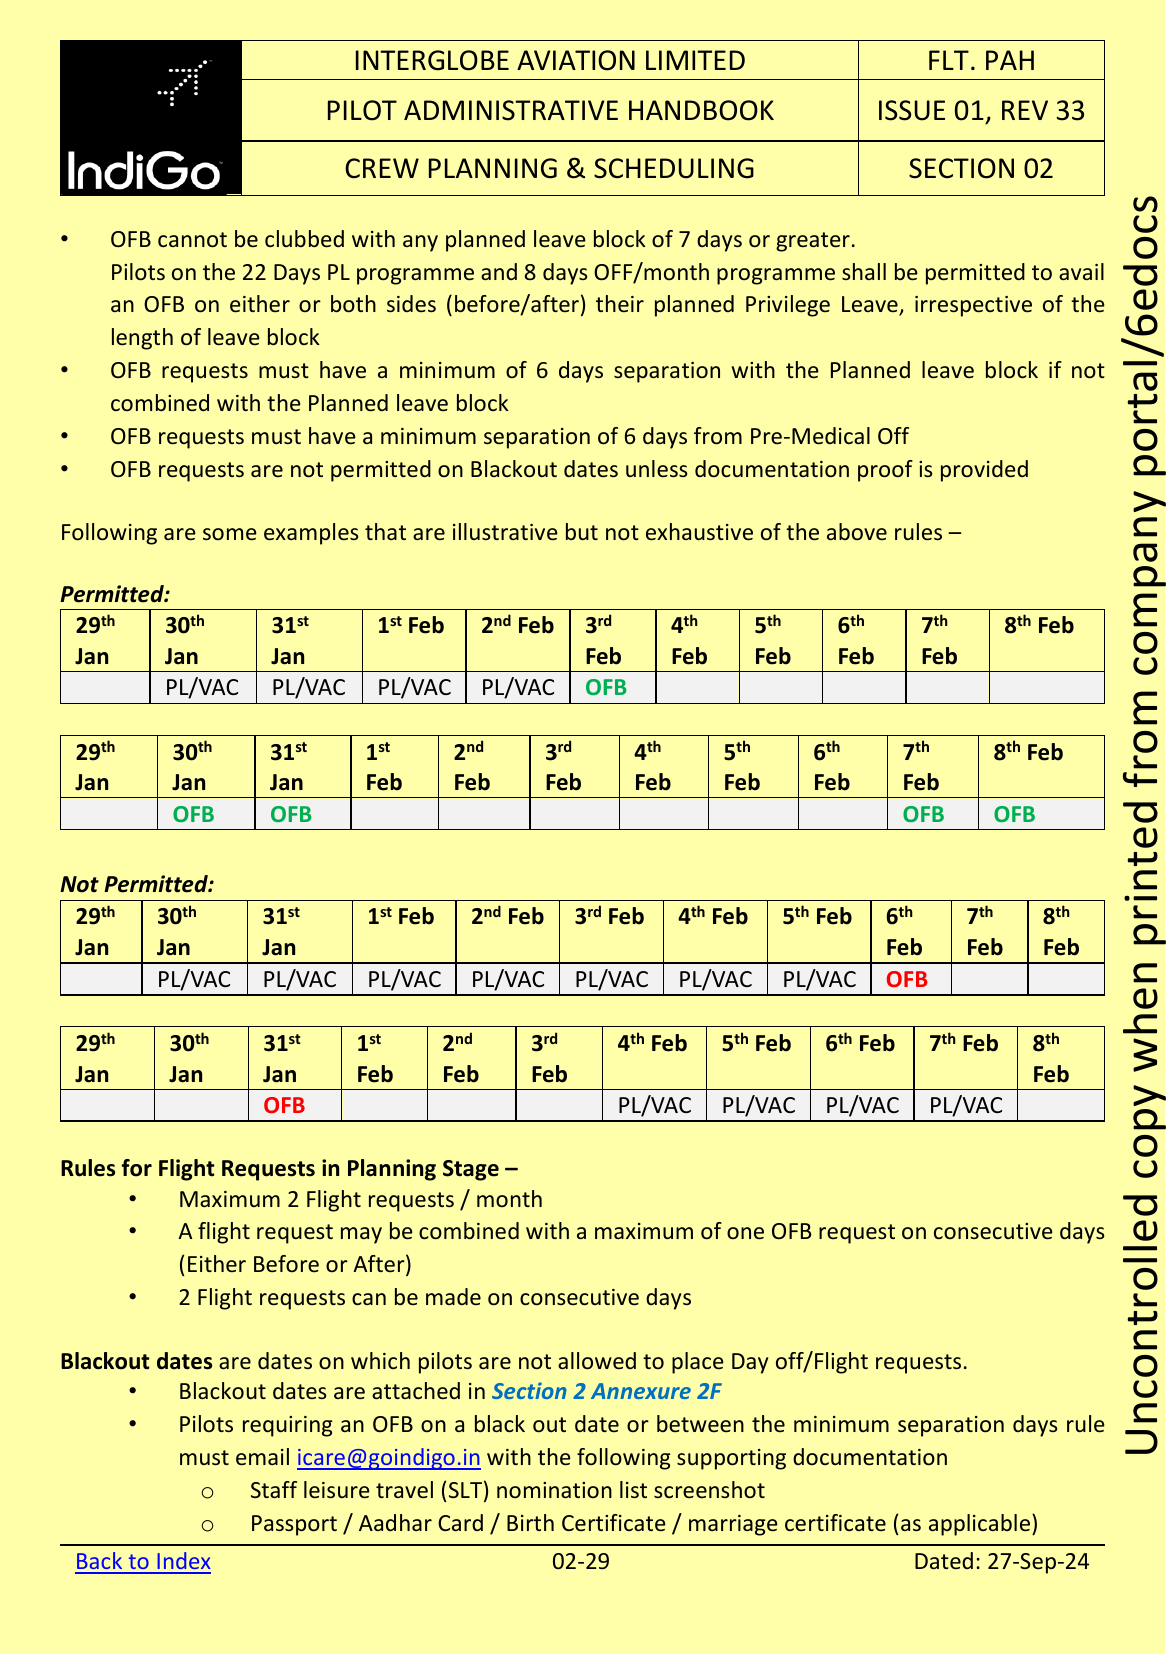 IndiGo
INTERGLOBE AVIATION LIMITED
FLT. PAH
PILOT ADMINISTRATIVE HANDBOOK
ISSUE 01, REV 33
CREW PLANNING & SCHEDULING
SECTION 02
• OFB cannot be clubbed with any planned leave block of 7 days or greater.
Pilots on the 22 Days PL programme and 8 days OFF/month programme shall be permitted to avail
an OFB on either or both sides (before/after) their planned Privilege Leave, irrespective of the
length of leave block
• OFB requests must have a minimum of 6 days separation with the Planned leave block if not
combined with the Planned leave block
• OFB requests must have a minimum separation of 6 days from Pre-Medical Off
• OFB requests are not permitted on Blackout dates unless documentation proof is provided
Following are some examples that are illustrative but not exhaustive of the above rules –
Permitted:
29th Jan 30th Jan 31st Jan 1st Feb 2nd Feb 3rd Feb 4th Feb 5th Feb 6th Feb 7th Feb 8th Feb
PL/VAC PL/VAC PL/VAC PL/VAC OFB
29th Jan 30th Jan 31st Jan 1st Feb 2nd Feb 3rd Feb 4th Feb 5th Feb 6th Feb 7th Feb 8th Feb
OFB OFB OFB OFB
Not Permitted:
29th Jan 30th Jan 31st Jan 1st Feb 2nd Feb 3rd Feb 4th Feb 5th Feb 6th Feb 7th Feb 8th Feb
PL/VAC PL/VAC PL/VAC PL/VAC PL/VAC PL/VAC PL/VAC OFB
29th Jan 30th Jan 31st Jan 1st Feb 2nd Feb 3rd Feb 4th Feb 5th Feb 6th Feb 7th Feb 8th Feb
OFB PL/VAC PL/VAC PL/VAC PL/VAC
Rules for Flight Requests in Planning Stage –
• Maximum 2 Flight requests / month
• A flight request may be combined with a maximum of one OFB request on consecutive days
(Either Before or After)
• 2 Flight requests can be made on consecutive days
Blackout dates are dates on which pilots are not allowed to place Day off/Flight requests.
• Blackout dates are attached in Section 2 Annexure 2F
• Pilots requiring an OFB on a black out date or between the minimum separation days rule
must email icare@goindigo.in with the following supporting documentation
o Staff leisure travel (SLT) nomination list screenshot
o Passport / Aadhar Card / Birth Certificate / marriage certificate (as applicable)
Back to Index
02-29
Dated: 27-Sep-24
Uncontrolled copy when printed from company portal/6edocs